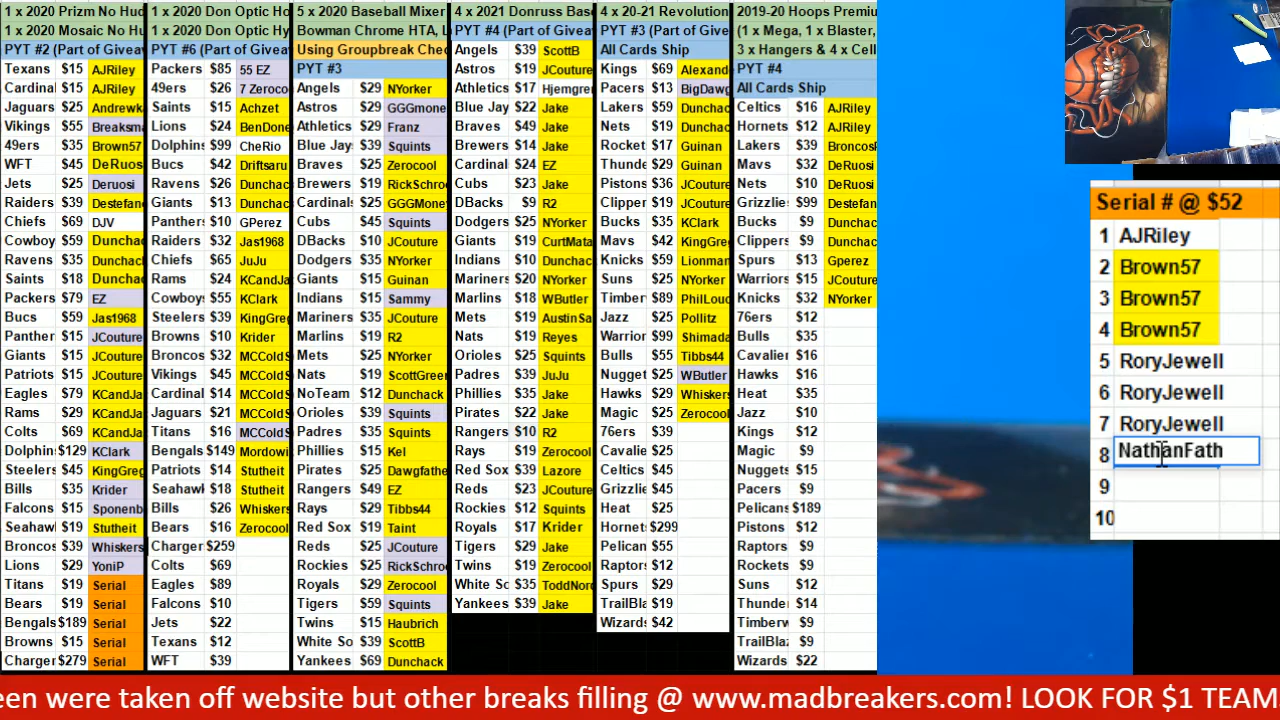 1 x 2020 Prizm No Huc
1 x 2020 Mosaic No Hu
PYT #2 (Part of Giveav
Texans $15 AJRiley
Cardinal $15 AJRiley
Jaguars $25 Andrewk
Vikings $55 Breaksma
49ers $35 Brown57
WFT $45 DeRuos
Jets $25 Deruosi
Raiders $39 Destefan
Chiefs $69 DJV
Cowboy $59 Dunchac
Ravens $35 Dunchac
Saints $18 Dunchac
Packers $79 EZ
Bucs $59 Jas1968
Panther $15 JCouture
Giants $15 JCouture
Patriots $15 JCouture
Eagles $79 KCandJa
Rams $29 KCandJa
Colts $69 KCandJa
Dolphin $129 KClark
Steelers $45 KingGreg
Bills $35 Krider
Falcons $15 Sponenb
Seahaw $19 Stutheit
Broncos $39 Whiskers
Lions $29 YoniP
Titans $19 Serial
Bears $19 Serial
Bengals $189 Serial
Browns $15 Serial
Charger $279 Serial
1 x 2020 Don Optic Ho
1 x 2020 Don Optic Hy
PYT #6 (Part of Giveav
Packers $85 55 EZ
49ers $26 7 Zeroco
Saints $15 Achzet
Lions $24 BenDone
Dolphins $99 CheRio
Bucs $42 Driftsaru
Ravens $26 Dunchac
Giants $13 Dunchac
Panthers $10 GPerez
Raiders $32 Jas1968
Chiefs $65 JuJu
Rams $24 KCandJa
Cowboys $55 KClark
Steelers $39 KingGre
Browns $10 Krider
Broncos $32 MCColdS
Vikings $45 MCColdS
Cardinal $14 MCColdS
Jaguars $21 MCColdS
Titans $16 MCColdS
Bengals $149 Mordowi
Patriots $14 Stutheit
Seahawk $18 Stutheit
Bills $26 Whiskers
Bears $16 Zerocool
Charger $259
Colts $69
Eagles $89
Falcons $10
Jets $22
Texans $12
WFT $39
5 x 2020 Baseball Mixer
Bowman Chrome HTA, L
Using Groupbreak Chec
PYT #3
Angels $29 NYorker
Astros $29 GGGmone
Athletics $29 Franz
Blue Jay $39 Squints
Braves $25 Zerocool
Brewers $19 RickSchro
Cardinals $25 GGGMoney
Cubs $45 Squints
DBacks $10 JCouture
Dodgers $35 NYorker
Giants $15 Guinan
Indians $15 Sammy
Mariners $35 JCouture
Marlins $19 R2
Mets $25 NYorker
Nats $19 ScottGreen
NoTeam $12 Dunchack
Orioles $39 Squints
Padres $35 Squints
Phillies $15 Kel
Pirates $25 Dawgfathe
Rangers $49 EZ
Rays $29 Tibbs44
Red Sox $19 Taint
Reds $25 JCouture
Rockies $25 RickSchro
Royals $29 Zerocool
Tigers $59 Squints
Twins $15 Haubrich
White So $39 ScottB
Yankees $69 Dunchack
4 x 2021 Donruss Bas
PYT #4 (Part of Givea
Angels $39 ScottB
Astros $19 JCouture
Athletics $17 Hjemgrer
Blue Jay $22 Jake
Braves $49 Jake
Brewers $14 Jake
Cardinal $24 EZ
Cubs $23 Jake
DBacks $9 R2
Dodgers $25 NYorker
Giants $19 CurtMata
Indians $10 Dunchac
Mariners $20 NYorker
Marlins $18 WButler
Mets $19 AustinSa
Nats $19 Reyes
Orioles $25 Squints
Padres $39 JuJu
Phillies $35 Jake
Pirates $22 Jake
Rangers $10 R2
Rays $19 Zerocool
Red Sox $39 Lazore
Reds $23 JCouture
Rockies $12 Squints
Royals $17 Krider
Tigers $29 Jake
Twins $19 Zerocool
White So $35 ToddNord
Yankees $39 Jake
4 x 20-21 Revolution
PYT #3 (Part of Give
All Cards Ship
Kings $69 Alexand
Pacers $13 BigDawg
Lakers $59 Dunchac
Nets $19 Dunchac
Rocket $17 Guinan
Thunde $29 Guinan
Pistons $36 JCouture
Clipper $19 JCouture
Bucks $35 KClark
Mavs $42 KingGre
Knicks $59 Lionman
Suns $25 NYorker
Timber $89 PhilLouc
Jazz $25 Pollitz
Warrior $99 Shimada
Bulls $55 Tibbs44
Nugget $25 WButler
Hawks $29 Whiskers
Magic $25 Zerocool
76ers $39
Cavalie $25
Celtics $45
Grizzlie $45
Heat $25
Hornet $299
Pelican $55
Raptors $12
Spurs $29
TrailBla $19
Wizards $42
2019-20 Hoops Premiu
(1 x Mega, 1 x Blaster,
3 x Hangers & 4 x Cell
PYT #4
All Cards Ship
Celtics $16 AJRiley
Hornets $12 AJRiley
Lakers $39 Broncos
Mavs $32 DeRuosi
Nets $10 DeRuosi
Grizzlie $99 Destefan
Bucks $9 Dunchac
Clippers $9 Dunchac
Spurs $13 Gperez
Warriors $15 JCouture
Knicks $32 NYorker
76ers $12
Bulls $35
Cavalier $16
Hawks $16
Heat $35
Jazz $10
Kings $12
Magic $9
Nuggets $15
Pacers $9
Pelicans $189
Pistons $12
Raptors $9
Rockets $9
Suns $12
Thunder $14
Timberw $9
TrailBlaz $9
Wizards $22
Serial # @ $52
1 AJRiley
2 Brown57
3 Brown57
4 Brown57
5 RoryJewell
6 RoryJewell
7 RoryJewell
8 NathanFath
9
10
een were taken off website but other breaks filling @ www.madbreakers.com! LOOK FOR $1 TEAM